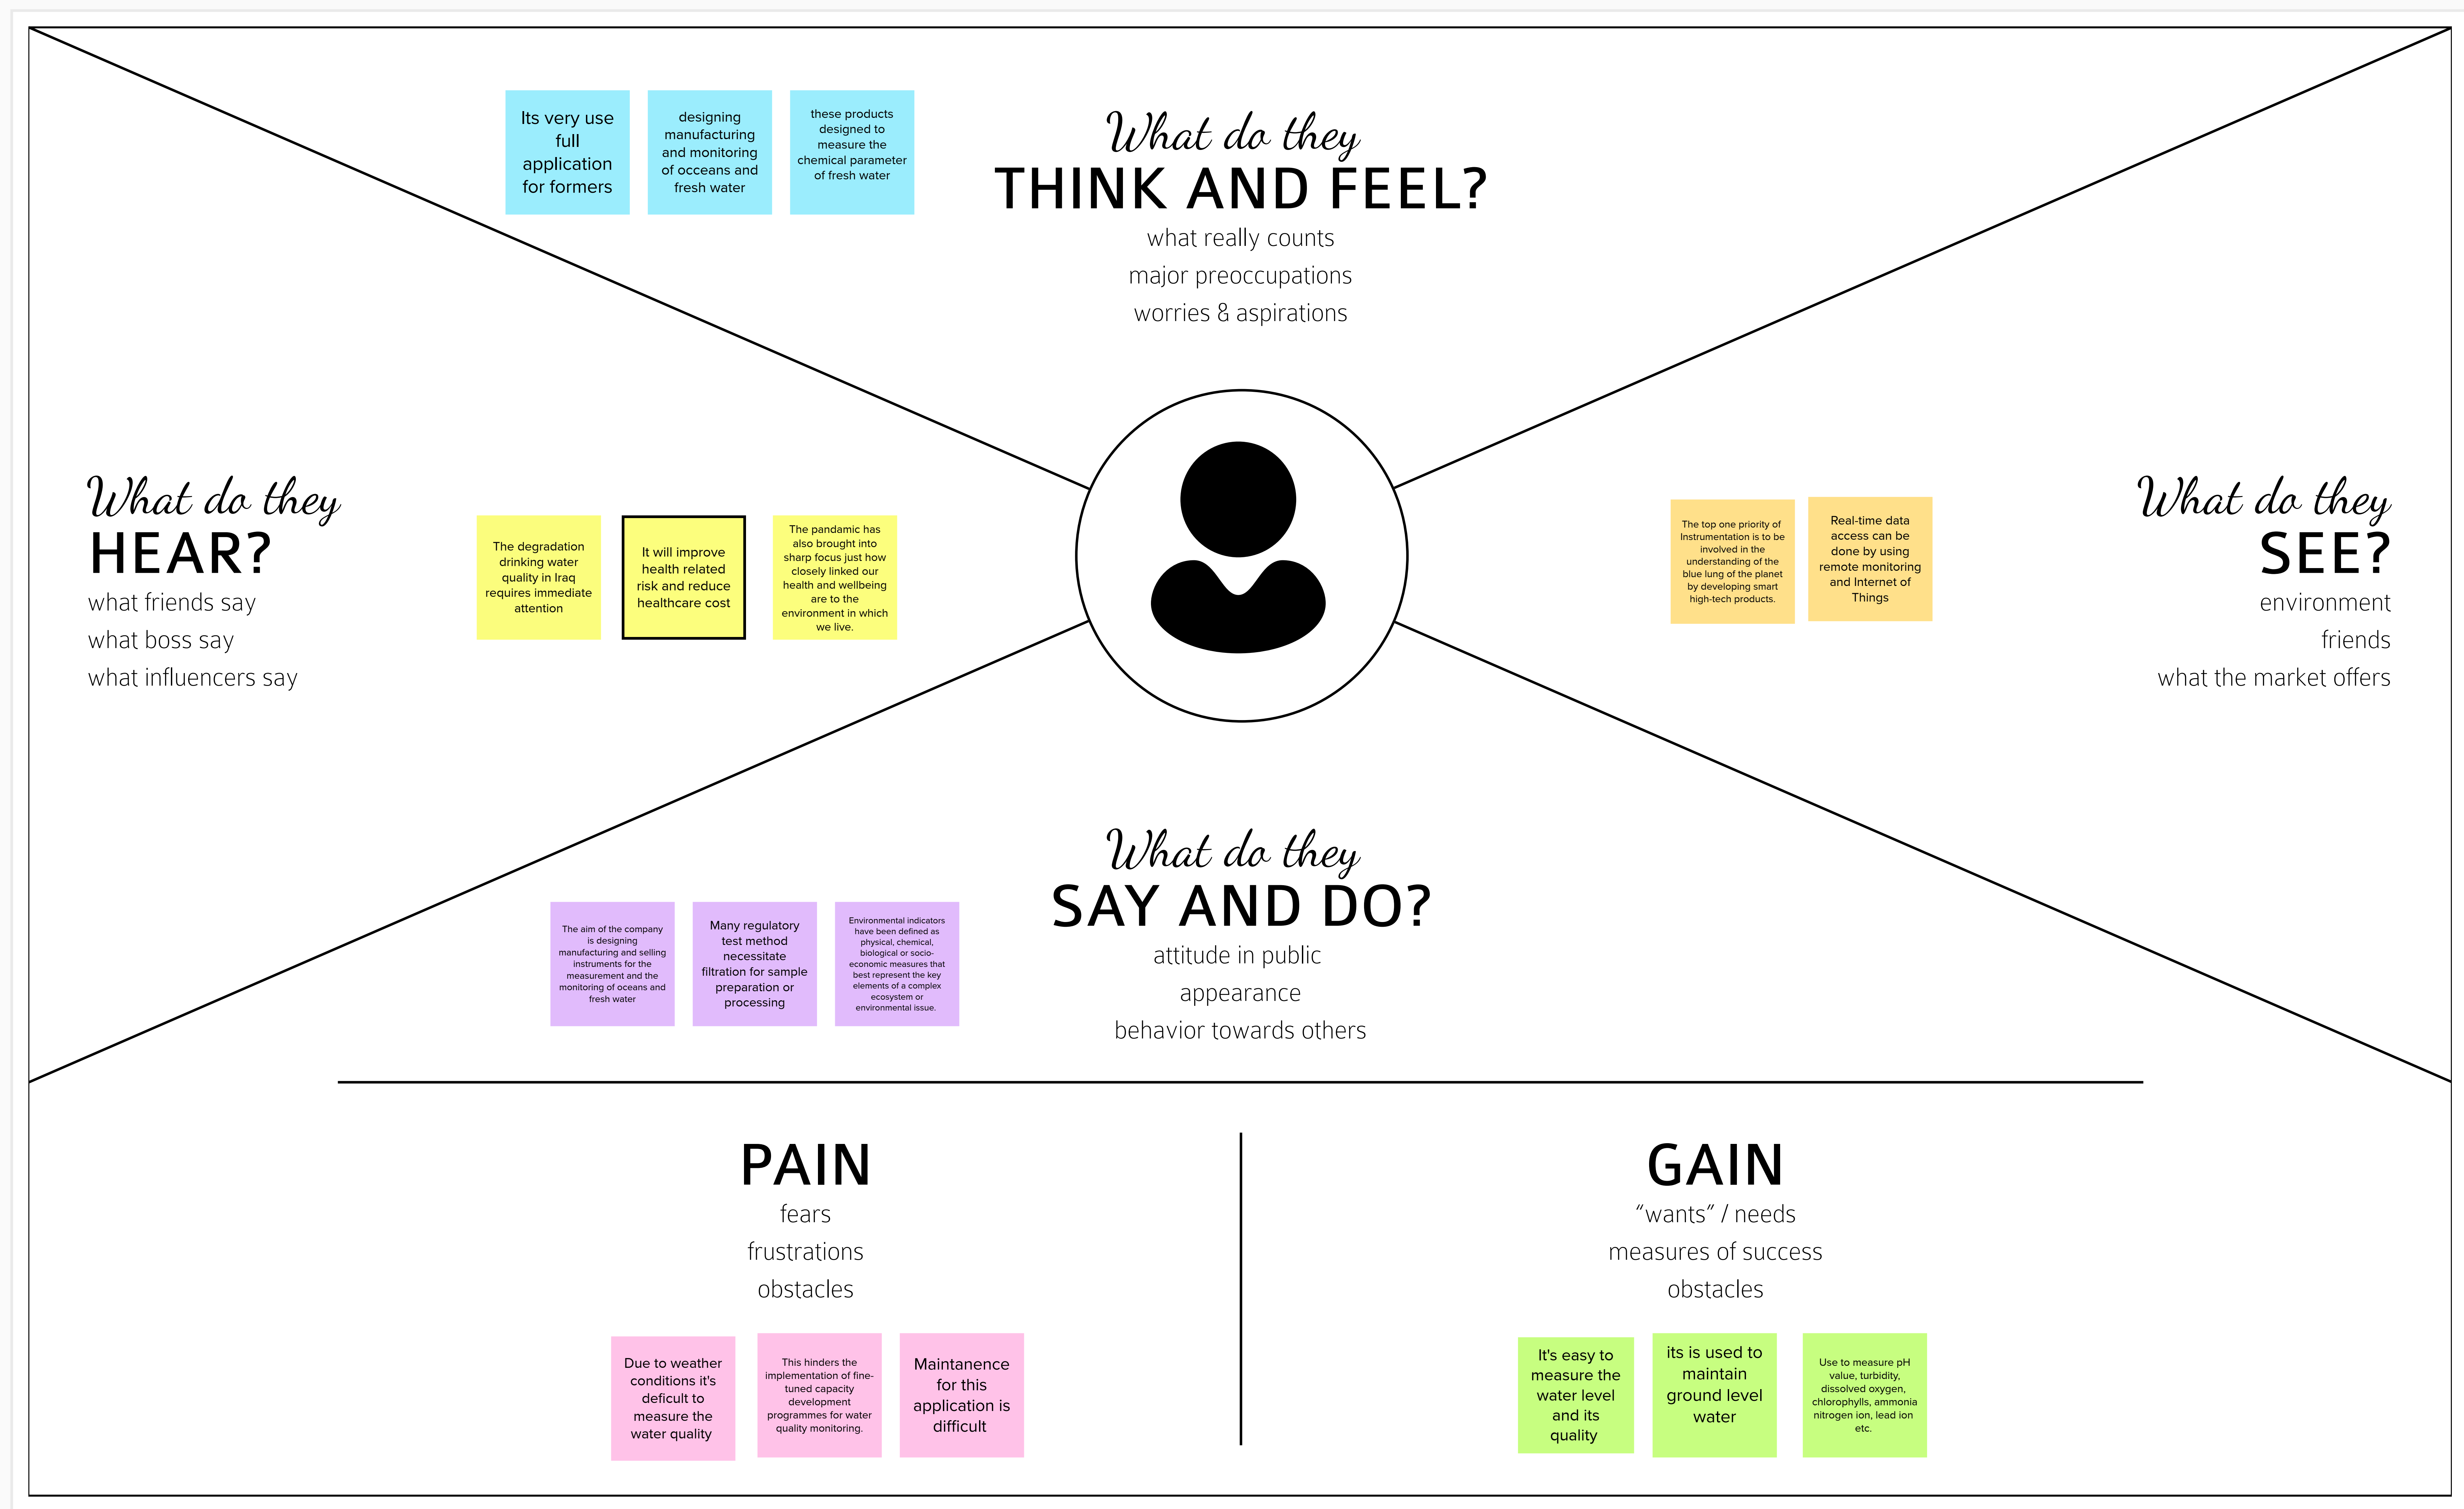 Its very use
full
application
for formers
designing
manufacturing
and monitoring
of occeans and
fresh water
these products
designed to
measure the
chemical parameter
of fresh water
What do they
THINK AND FEEL?
what really counts
major preoccupations
worries & aspirations
What do they
HEAR?
what friends say
what boss say
what influencers say
The degradation
drinking water
quality in Iraq
requires immediate
attention
It will improve
health related
risk and reduce
healthcare cost
The pandamic has
also brought into
sharp focus just how
closely linked our
health and wellbeing
are to the
environment in which
we live.
The top one priority of
Instrumentation is to be
involved in the
understanding of the
blue lung of the planet
by developing smart
high-tech products.
Real-time data
access can be
done by using
remote monitoring
and Internet of
Things
What do they
SEE?
environment
friends
what the market offers
What do they
SAY AND DO?
attitude in public
appearance
behavior towards others
The aim of the company
is designing
manufacturing and selling
instruments for the
measurement and the
monitoring of oceans and
fresh water
Many regulatory
test method
necessitate
filtration for sample
preparation or
processing
Environmental indicators
have been defined as
physical, chemical,
biological or socio-
economic measures that
best represent the key
elements of a complex
ecosystem or
environmental issue.
PAIN
fears
frustrations
obstacles
Due to weather
conditions it's
deficult to
measure the
water quality
This hinders the
implementation of fine-
tuned capacity
development
programmes for water
quality monitoring.
Maintanence
for this
application is
difficult
GAIN
“wants” / needs
measures of success
obstacles
It's easy to
measure the
water level
and its
quality
its is used to
maintain
ground level
water
Use to measure pH
value, turbidity,
dissolved oxygen,
chlorophylls, ammonia
nitrogen ion, lead ion
etc.